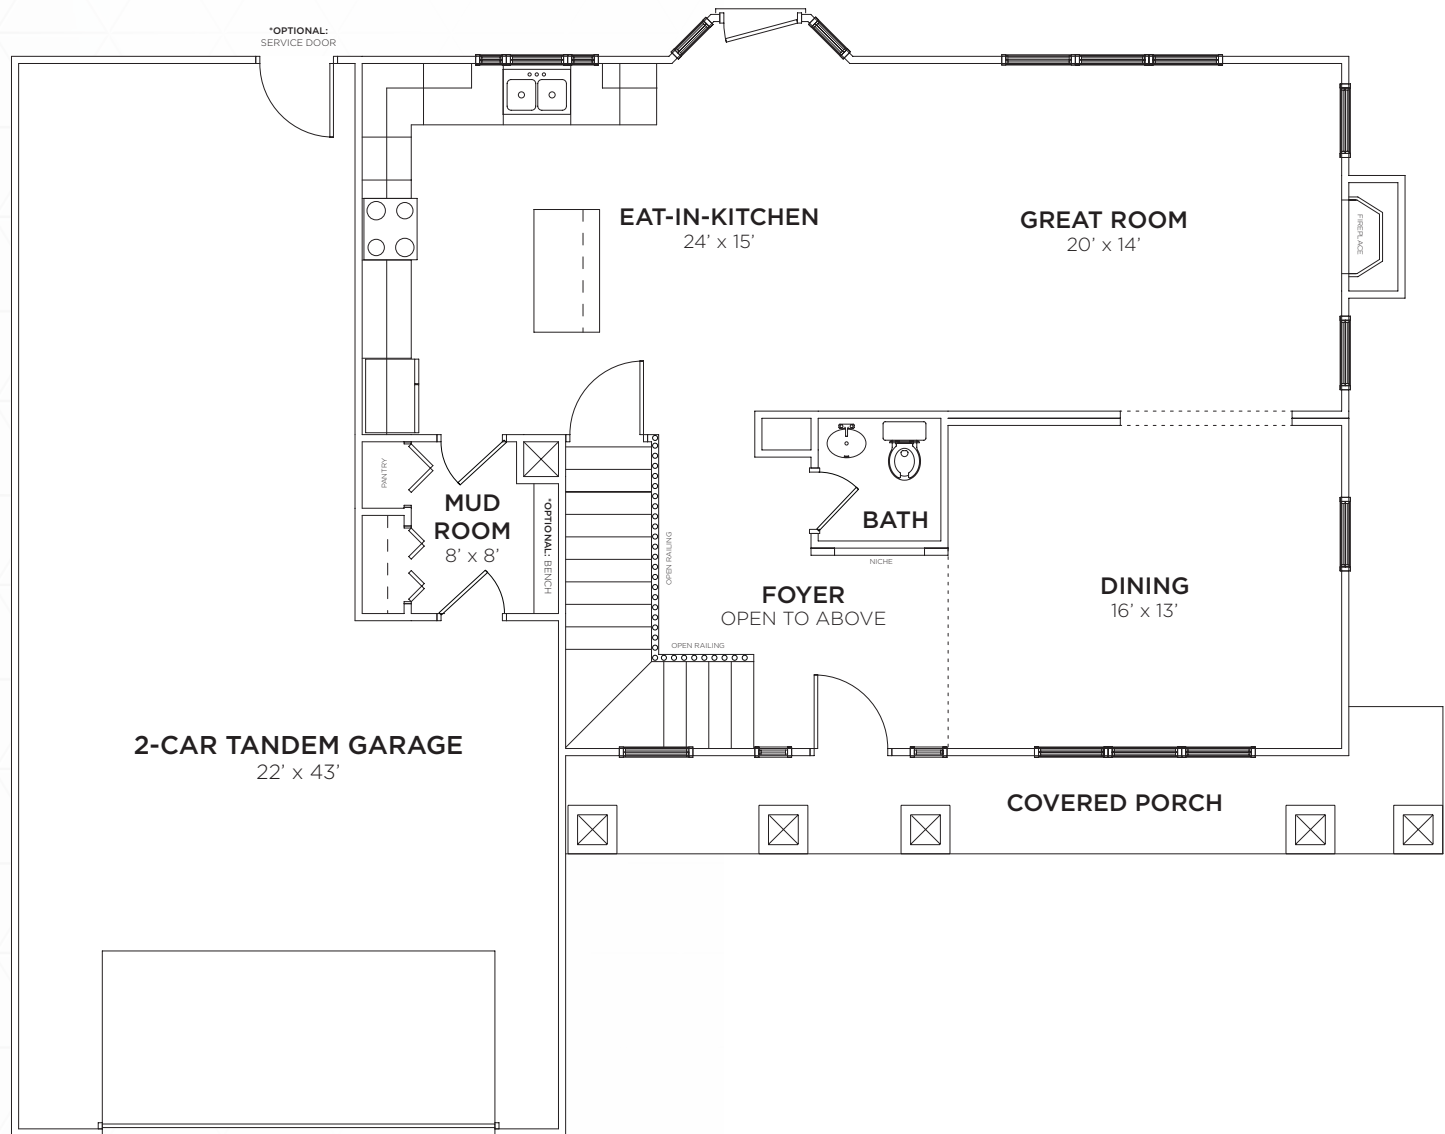 *OPTIONAL:
SERVICE DOOR
EAT-IN-KITCHEN
24’ x 15’
GREAT ROOM
20’ x 14’
FIREPLACE
PANTRY
MUD
ROOM
8’ x 8’
*OPTIONAL: BENCH
OPEN RAILING
BATH
NICHE
FOYER
OPEN TO ABOVE
DINING
16’ x 13’
OPEN RAILING
2-CAR TANDEM GARAGE
22’ x 43’
COVERED PORCH